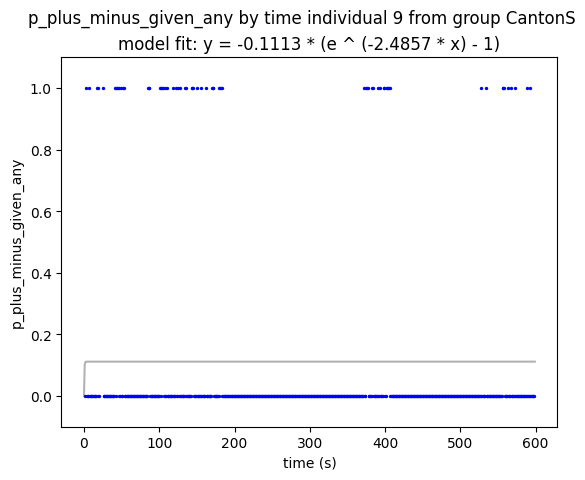 p_plus_minus_given_any by time individual 9 from group CantonS
model fit: y = -0.1113 * (e ^ (-2.4857 * x) - 1)
1.0
0.8
0.6
0.4
0.2
0.0
p_plus_minus_given_any
0 100 200 300 400 500 600
time (s)